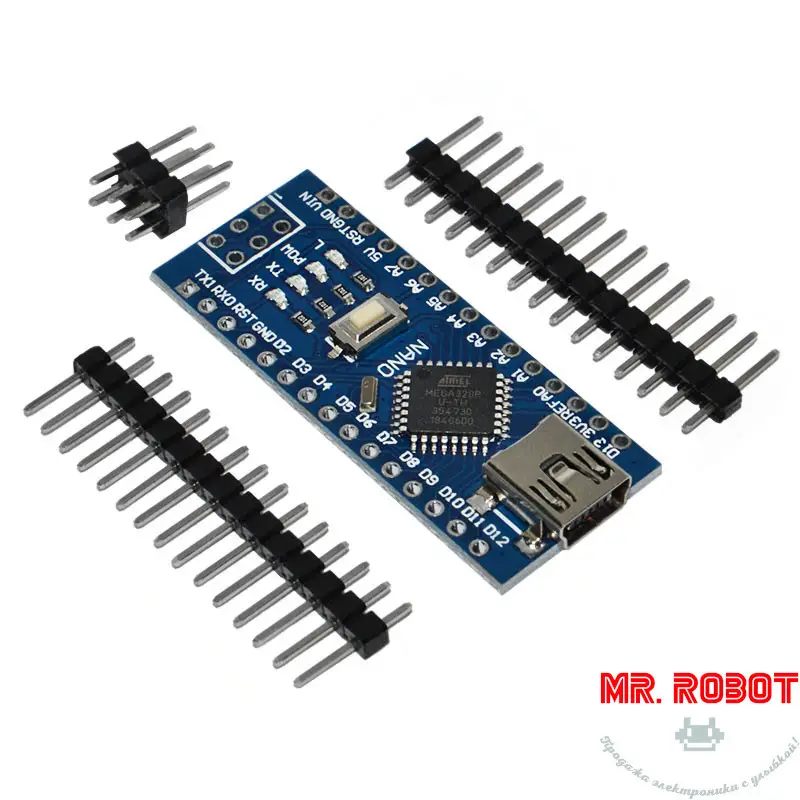 VIN
GND
RST
5V
A7
A6
A5
A4
A3
A2
A1
A0
REF
3V3
D13
1
L
POW
TX
RX
TX1
RX0
RST
GND
D2
D3
D4
D5
D6
D7
D8
D9
D10
D11
D12
NANO
ATMEL
MEGA328P
U-TH
35473D
MR. ROBOT
Продажа электроники с улыбкой!